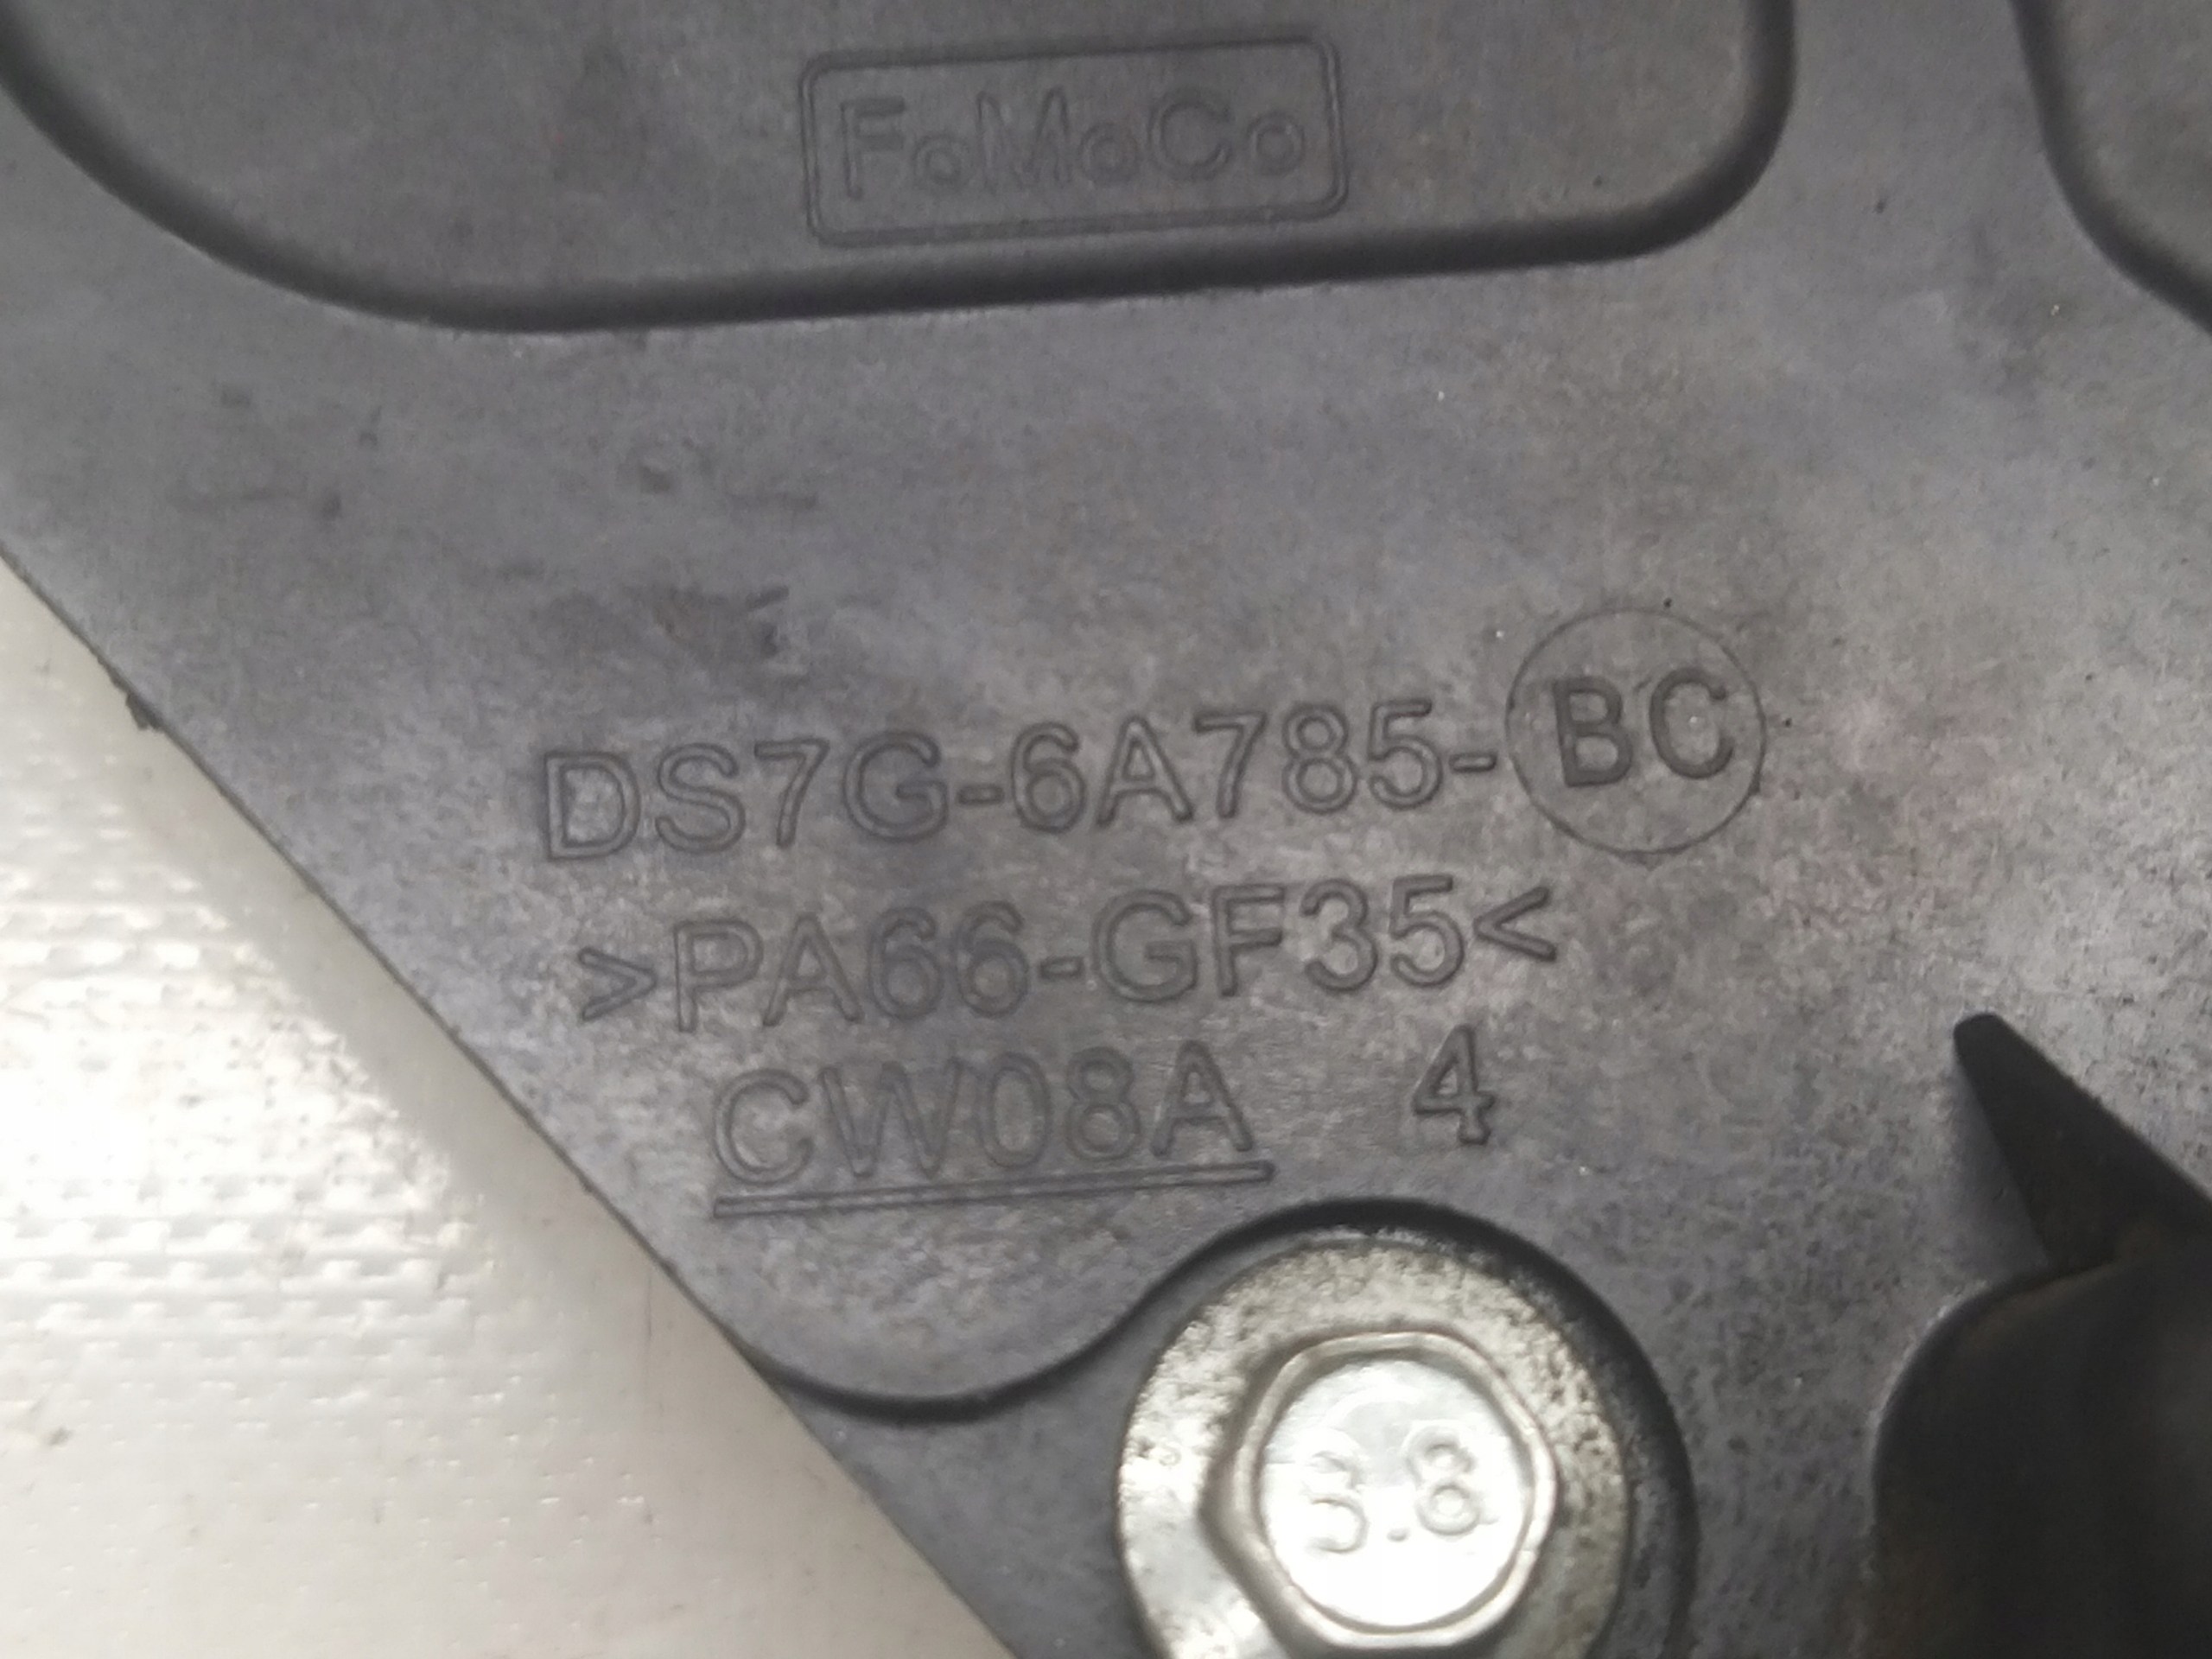 FoMoCo
DS7G-6A785-BC
>PA66-GF35<
CW08A 4
8.8